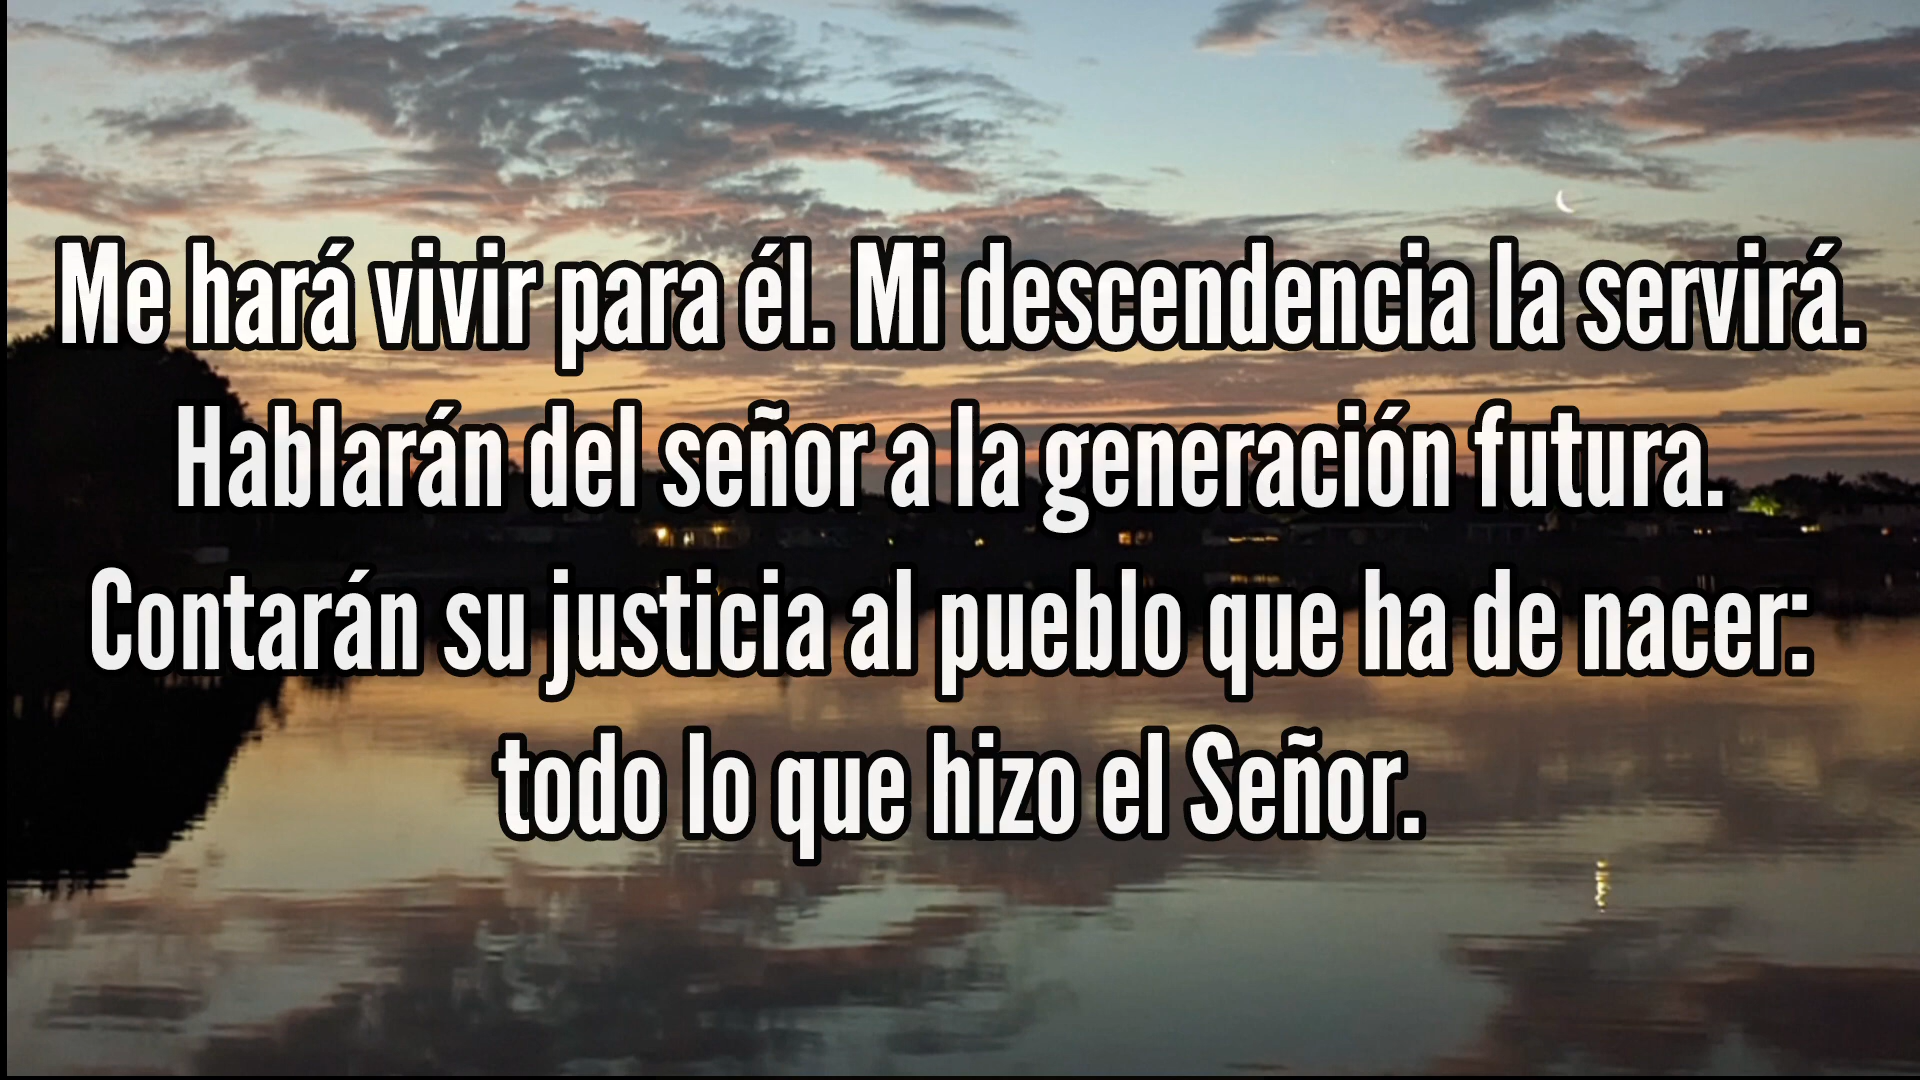 Me hará vivir para él. Mi descendencia la servirá.
Hablarán del señor a la generación futura.
Contarán su justicia al pueblo que ha de nacer:
todo lo que hizo el Señor.